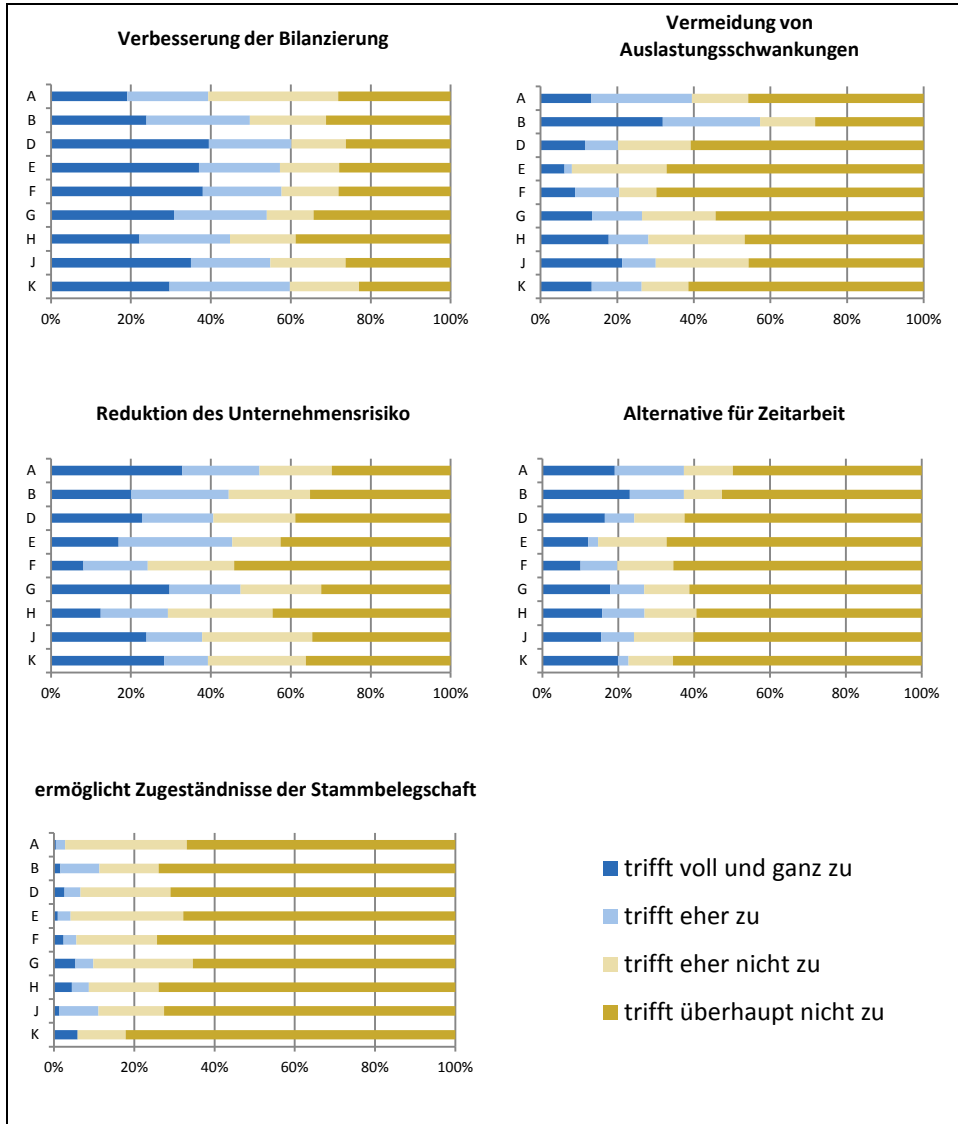 Verbesserung der Bilanzierung
A
B
D
E
F
G
H
J
K
0% 20% 40% 60% 80% 100%
Vermeidung von
Auslastungsschwankungen
A
B
D
E
F
G
H
J
K
0% 20% 40% 60% 80% 100%
Reduktion des Unternehmensrisiko
A
B
D
E
F
G
H
J
K
0% 20% 40% 60% 80% 100%
Alternative für Zeitarbeit
A
B
D
E
F
G
H
J
K
0% 20% 40% 60% 80% 100%
ermöglicht Zugeständnisse der Stammbelegschaft
A
B
D
E
F
G
H
J
K
0% 20% 40% 60% 80% 100%
trifft voll und ganz zu
trifft eher zu
trifft eher nicht zu
trifft überhaupt nicht zu